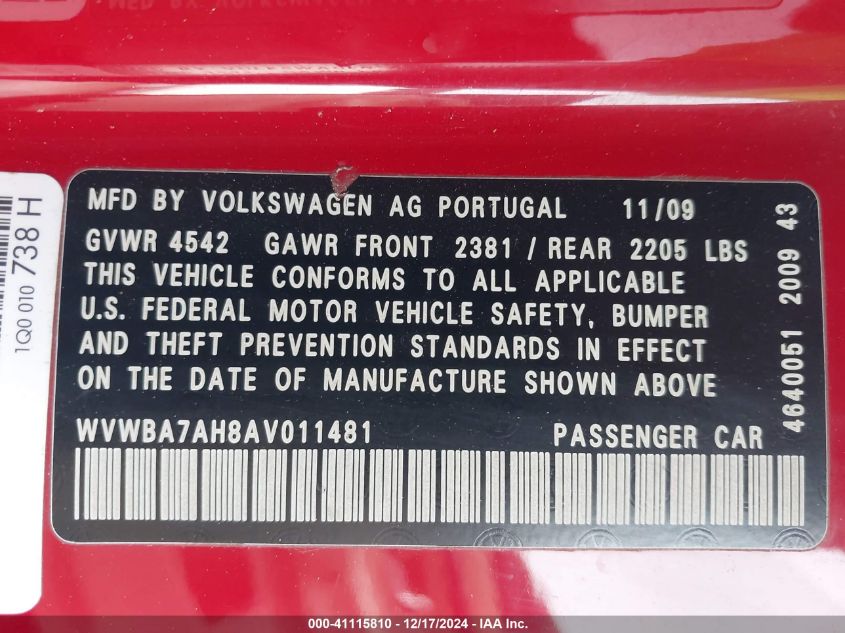 MFD BY VOLKSWAGEN AG PORTUGAL 11/09
GVWR 4542 GAWR FRONT 2381 / REAR 2205 LBS
THIS VEHICLE CONFORMS TO ALL APPLICABLE
U.S. FEDERAL MOTOR VEHICLE SAFETY, BUMPER
AND THEFT PREVENTION STANDARDS IN EFFECT
ON THE DATE OF MANUFACTURE SHOWN ABOVE
WVWBA7AH8AV011481 PASSENGER CAR
4640051 2009 43
1Q0 010 738 H
000-41115810 - 12/17/2024 - IAA Inc.